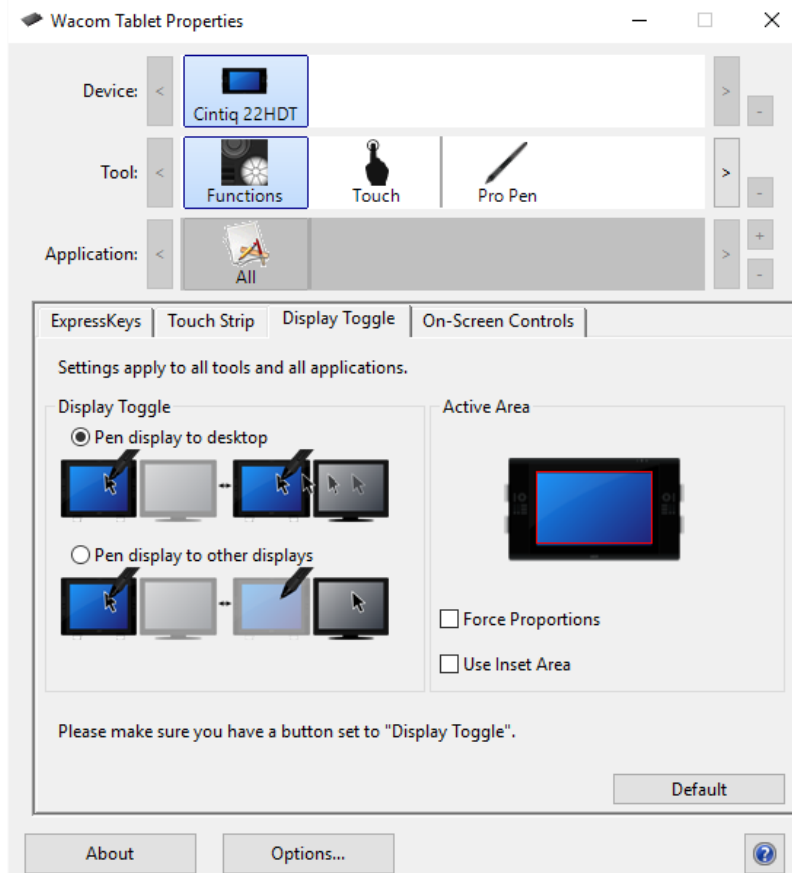 Wacom Tablet Properties
Device:
<
Cintiq 22HDT
>
-
Tool:
<
Functions
Touch
Pro Pen
>
-
Application:
<
All
>
+
-
ExpressKeys
Touch Strip
Display Toggle
On-Screen Controls
Settings apply to all tools and all applications.
Display Toggle
Active Area
Pen display to desktop
Pen display to other displays
Force Proportions
Use Inset Area
Please make sure you have a button set to "Display Toggle".
Default
About
Options...
?